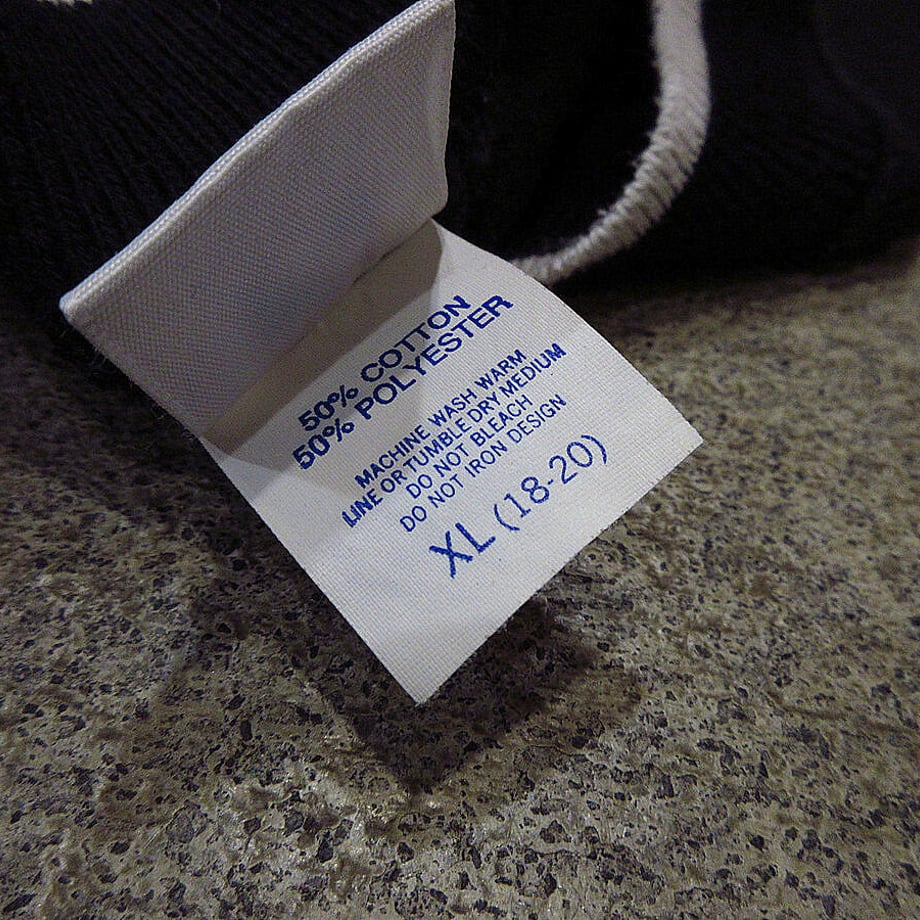 50% COTTON
50% POLYESTER
MACHINE WASH WARM
LINE OR TUMBLE DRY MEDIUM
DO NOT BLEACH
DO NOT IRON DESIGN
XL (18-20)